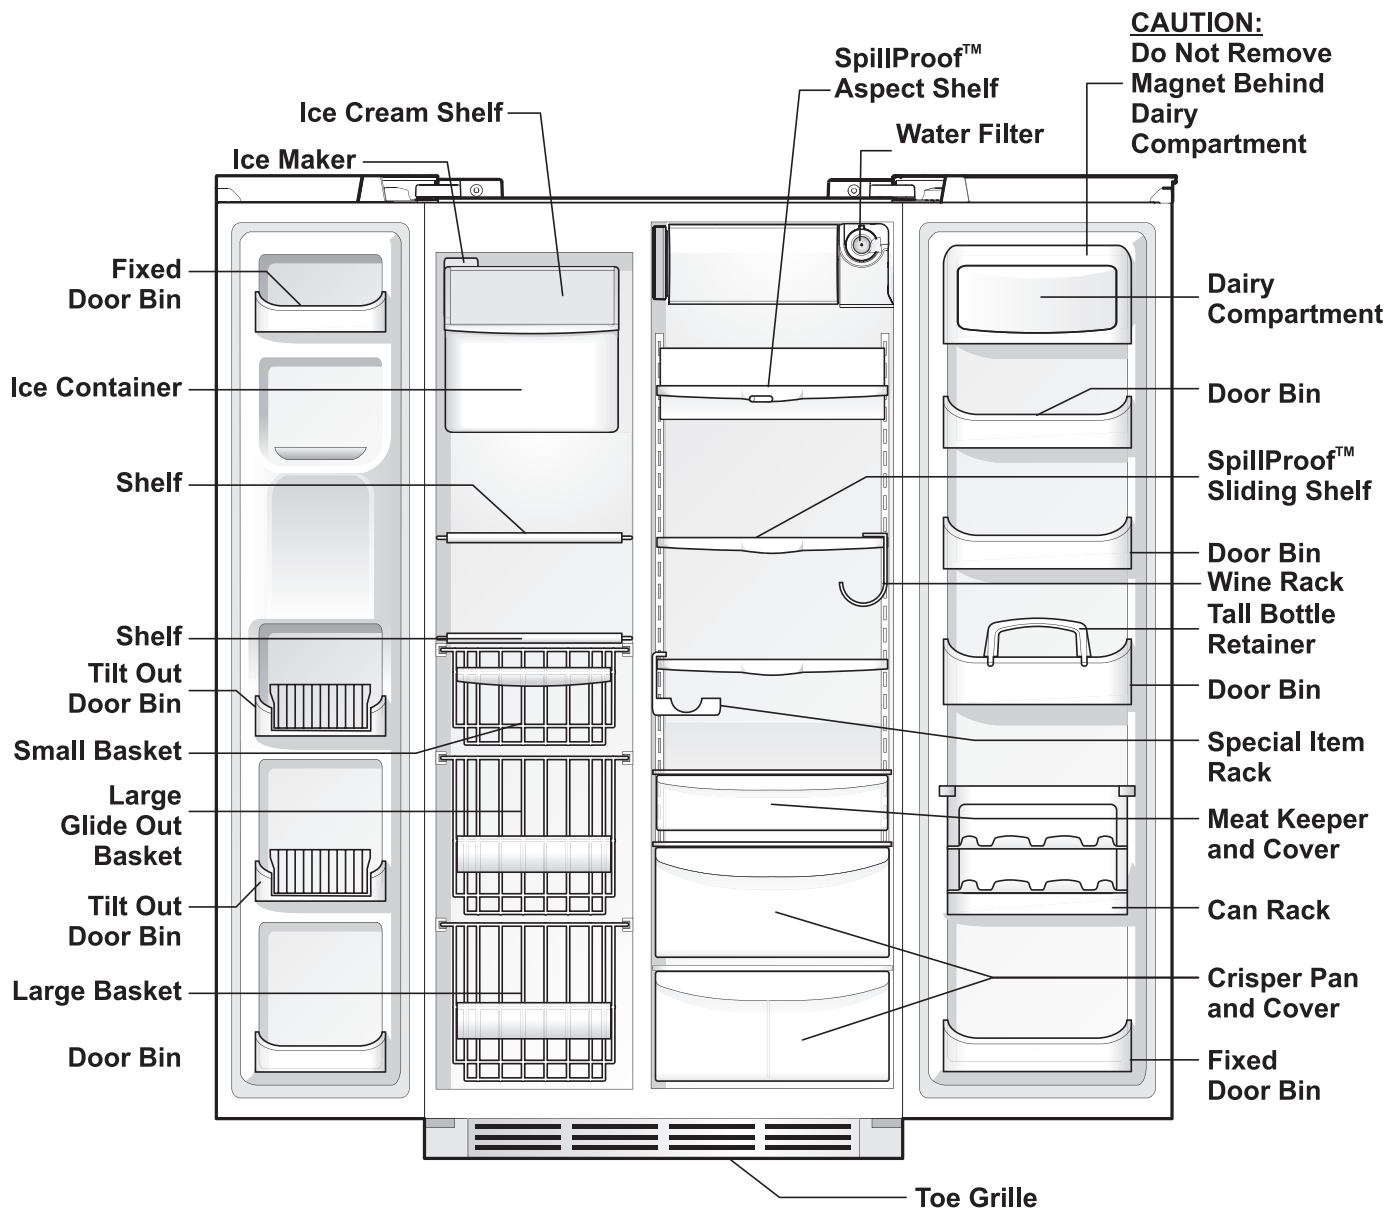 CAUTION:
Do Not Remove
Magnet Behind
Dairy
Compartment
SpillProof™
Aspect Shelf
Water Filter
Ice Cream Shelf
Ice Maker
Fixed
Door Bin
Ice Container
Shelf
Shelf
Tilt Out
Door Bin
Small Basket
Large
Glide Out
Basket
Tilt Out
Door Bin
Large Basket
Door Bin
Dairy
Compartment
Door Bin
SpillProof™
Sliding Shelf
Door Bin
Wine Rack
Tall Bottle
Retainer
Door Bin
Special Item
Rack
Meat Keeper
and Cover
Can Rack
Crisper Pan
and Cover
Fixed
Door Bin
Toe Grille